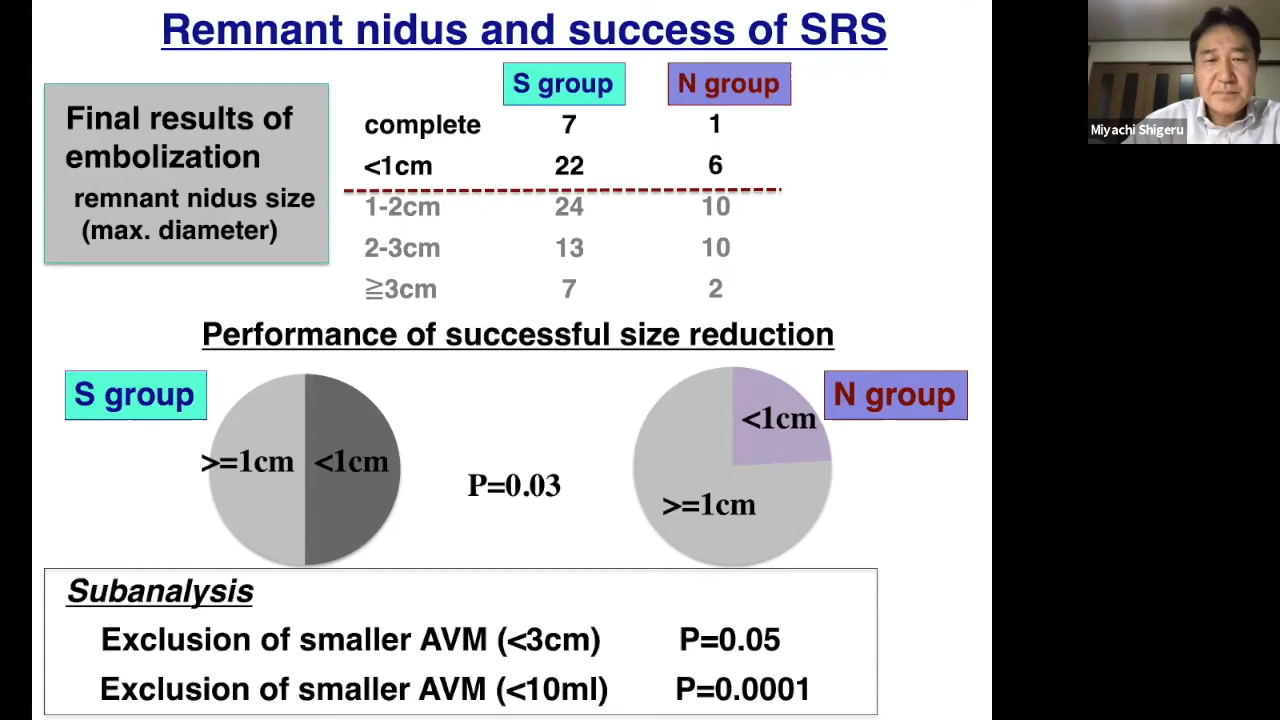 Remnant nidus and success of SRS
S group N group
Final results of
embolization
remnant nidus size
(max. diameter)
complete 7 1
<1cm 22 6
1-2cm 24 10
2-3cm 13 10
≧3cm 7 2
Performance of successful size reduction
S group
N group
>=1cm <1cm
P=0.03
<1cm
>=1cm
Subanalysis
Exclusion of smaller AVM (<3cm) P=0.05
Exclusion of smaller AVM (<10ml) P=0.0001
Miyachi Shigeru